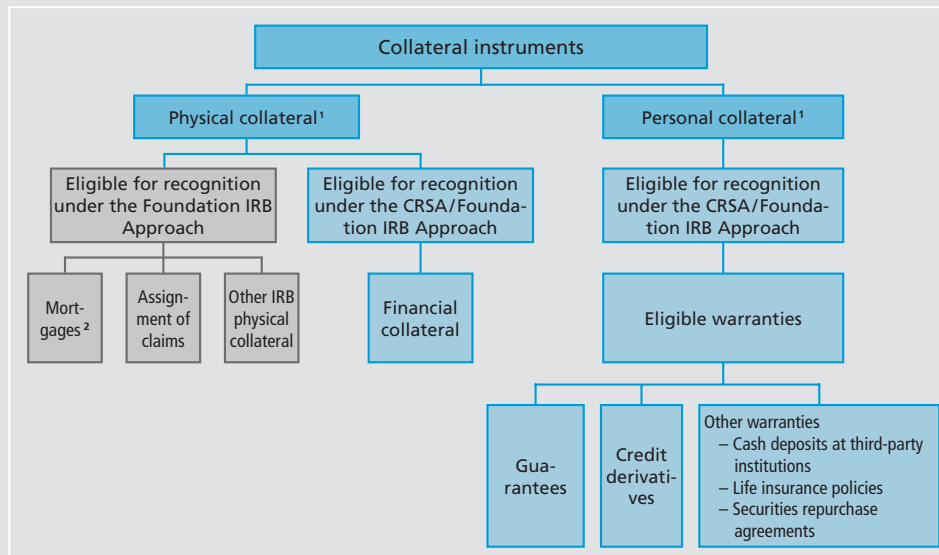 Collateral instruments
Physical collateral¹
Personal collateral¹
Eligible for recognition
under the Foundation IRB
Approach
Eligible for recognition
under the CRSA/Founda-
tion IRB Approach
Eligible for recognition
under the CRSA/Founda-
tion IRB Approach
Mort-
gages ²
Assign-
ment of
claims
Other IRB
physical
collateral
Financial
collateral
Eligible warranties
Gua-
rantees
Credit
derivati-
ves
Other warranties
– Cash deposits at third-party
institutions
– Life insurance policies
– Securities repurchase
agreements